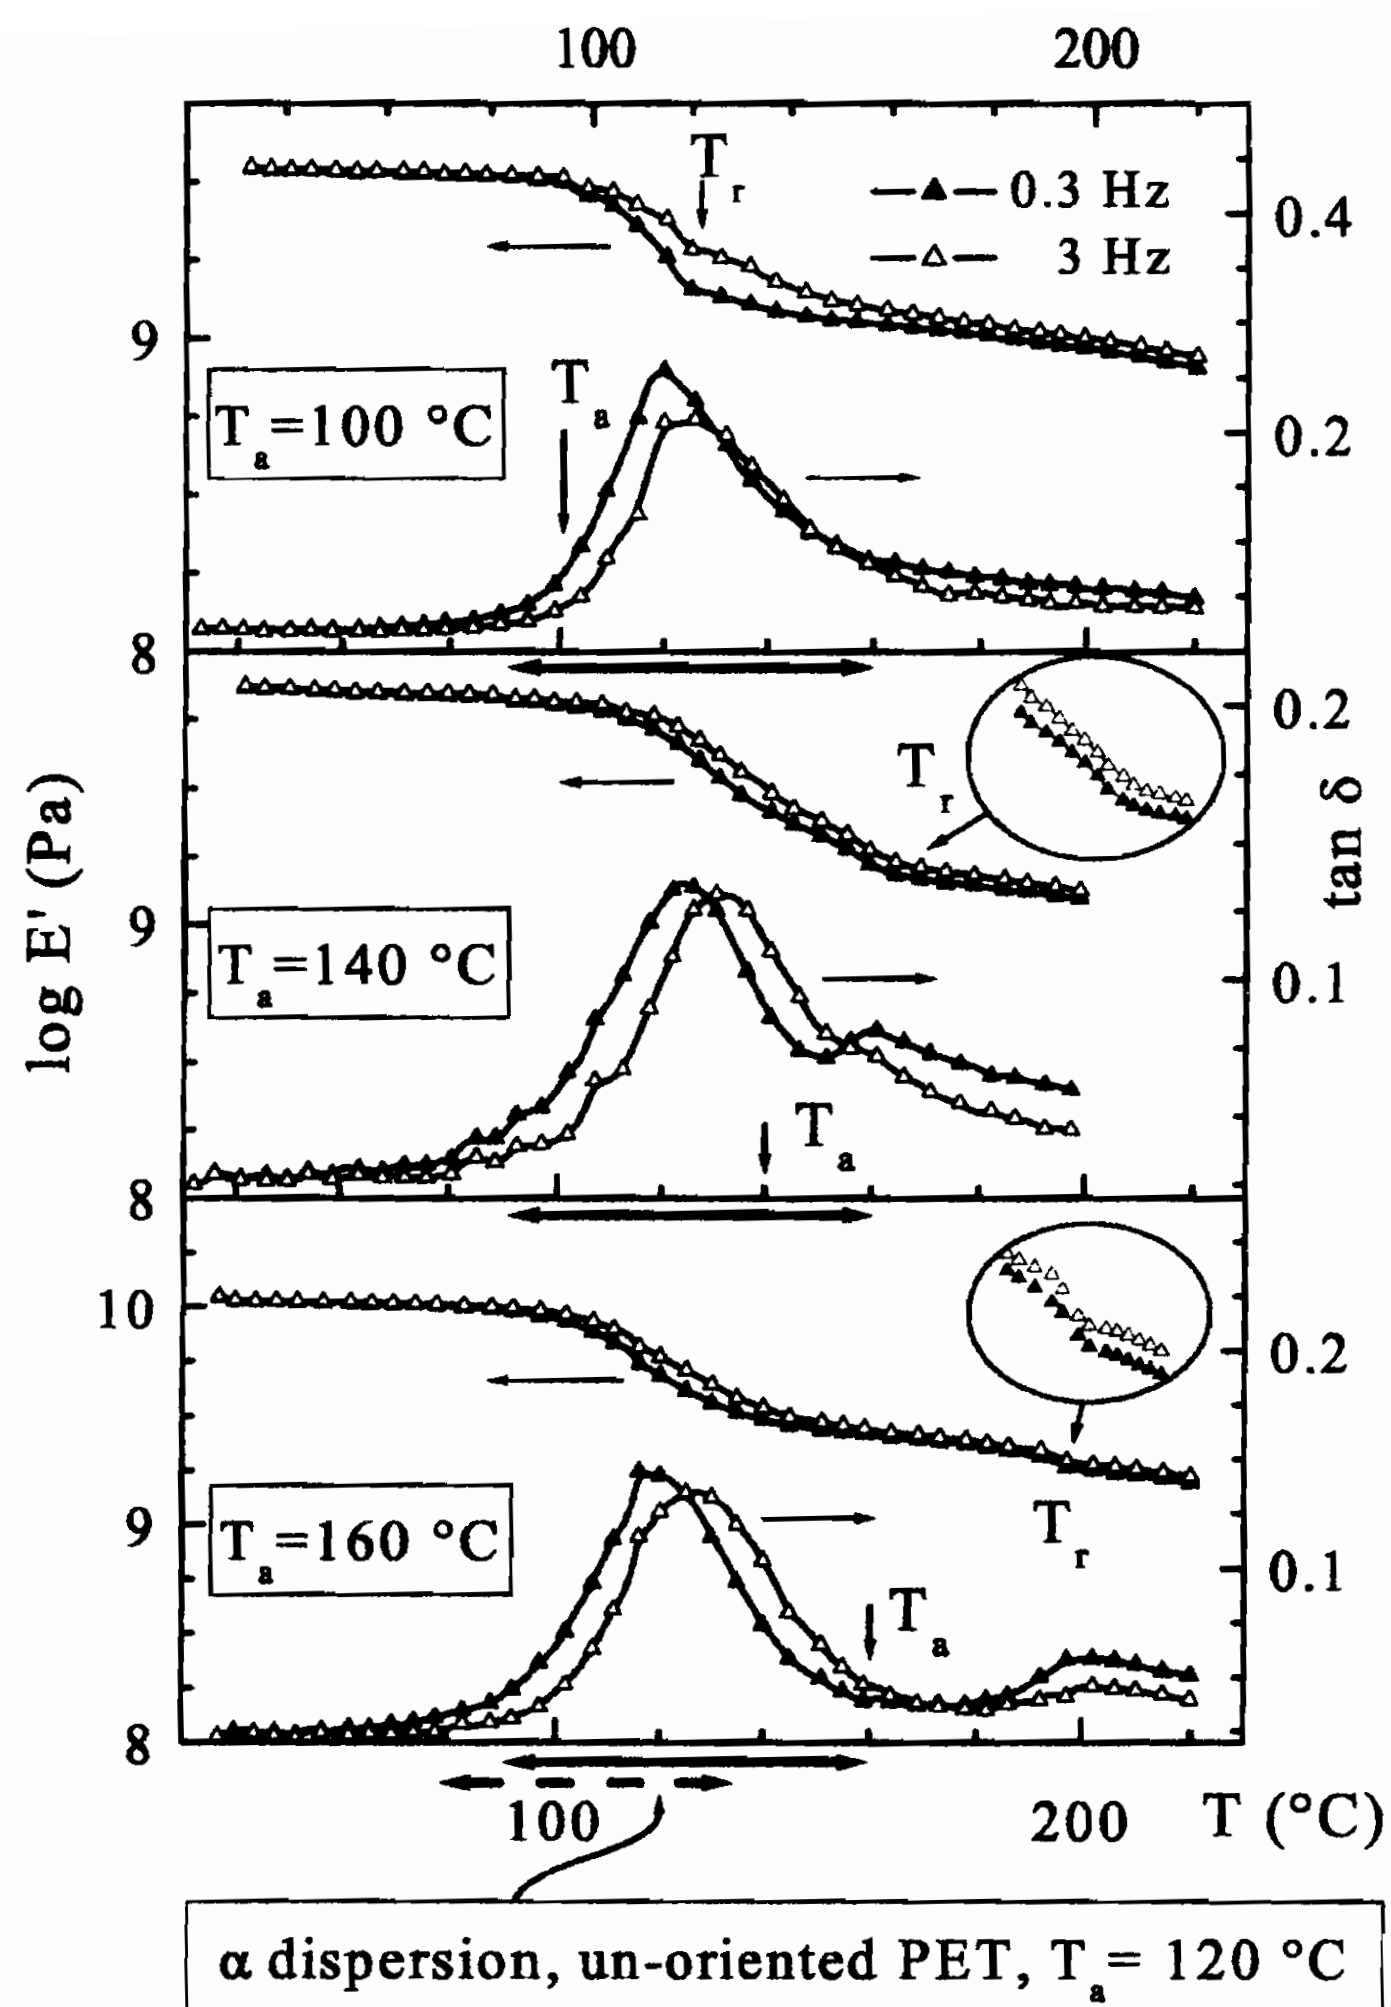 100 200
T r
0.3 Hz
3 Hz
0.4
9
T a
T a =100 °C
0.2
8
0.2
T r
log E' (Pa)
tan δ
9
T a =140 °C
0.1
T a
8
10
0.2
T r
9
T a =160 °C
0.1
T a
8
100 200 T (°C)
α dispersion, un-oriented PET, T a = 120 °C